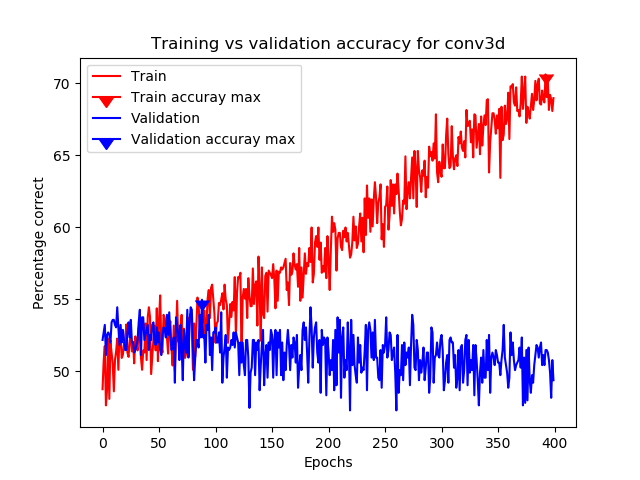 Training vs validation accuracy for conv3d
Train
Train accuray max
Validation
Validation accuray max
Percentage correct
70
65
60
55
50
0 50 100 150 200 250 300 350 400
Epochs